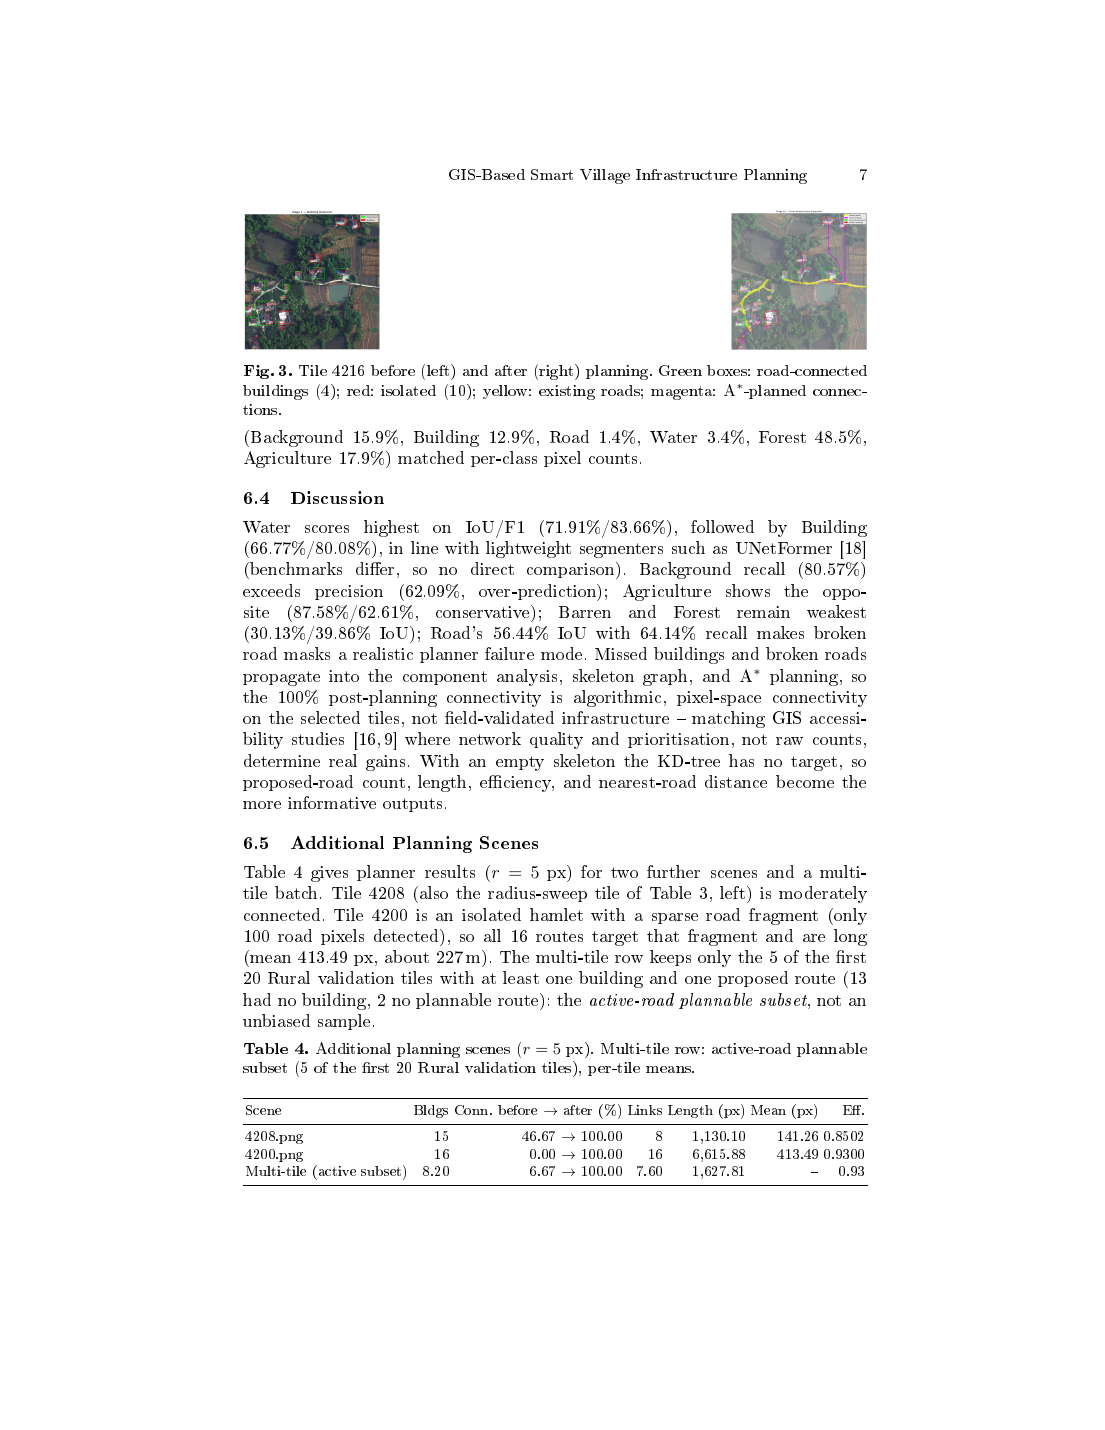 GIS-Based Smart Village Infrastructure Planning 7
Fig. 3. Tile 4216 before (left) and after (right) planning. Green boxes: road-connected
buildings (4); red: isolated (10); yellow: existing roads; magenta: A*-planned connec-
tions.
(Background 15.9%, Building 12.9%, Road 1.4%, Water 3.4%, Forest 48.5%,
Agriculture 17.9%) matched per-class pixel counts.
6.4 Discussion
Water scores highest on IoU/F1 (71.91%/83.66%), followed by Building
(66.77%/80.08%), in line with lightweight segmenters such as UNetFormer [18]
(benchmarks differ, so no direct comparison). Background recall (80.57%)
exceeds precision (62.09%, over-prediction); Agriculture shows the oppo-
site (87.58%/62.61%, conservative); Barren and Forest remain weakest
(30.13%/39.86% IoU); Road's 56.44% IoU with 64.14% recall makes broken
road masks a realistic planner failure mode. Missed buildings and broken roads
propagate into the component analysis, skeleton graph, and A* planning, so
the 100% post-planning connectivity is algorithmic, pixel-space connectivity
on the selected tiles, not field-validated infrastructure – matching GIS accessi-
bility studies [16, 9] where network quality and prioritisation, not raw counts,
determine real gains. With an empty skeleton the KD-tree has no target, so
proposed-road count, length, efficiency, and nearest-road distance become the
more informative outputs.
6.5 Additional Planning Scenes
Table 4 gives planner results (r = 5 px) for two further scenes and a multi-
tile batch. Tile 4208 (also the radius-sweep tile of Table 3, left) is moderately
connected. Tile 4200 is an isolated hamlet with a sparse road fragment (only
100 road pixels detected), so all 16 routes target that fragment and are long
(mean 413.49 px, about 227 m). The multi-tile row keeps only the 5 of the first
20 Rural validation tiles with at least one building and one proposed route (13
had no building, 2 no plannable route): the active-road plannable subset, not an
unbiased sample.
Table 4. Additional planning scenes (r = 5 px). Multi-tile row: active-road plannable
subset (5 of the first 20 Rural validation tiles), per-tile means.
Scene Bldgs Conn. before → after (%) Links Length (px) Mean (px) Eff.
4208.png 15 46.67 → 100.00 8 1,130.10 141.26 0.8502
4200.png 16 0.00 → 100.00 16 6,615.88 413.49 0.9300
Multi-tile (active subset) 8.20 6.67 → 100.00 7.60 1,627.81 – 0.93